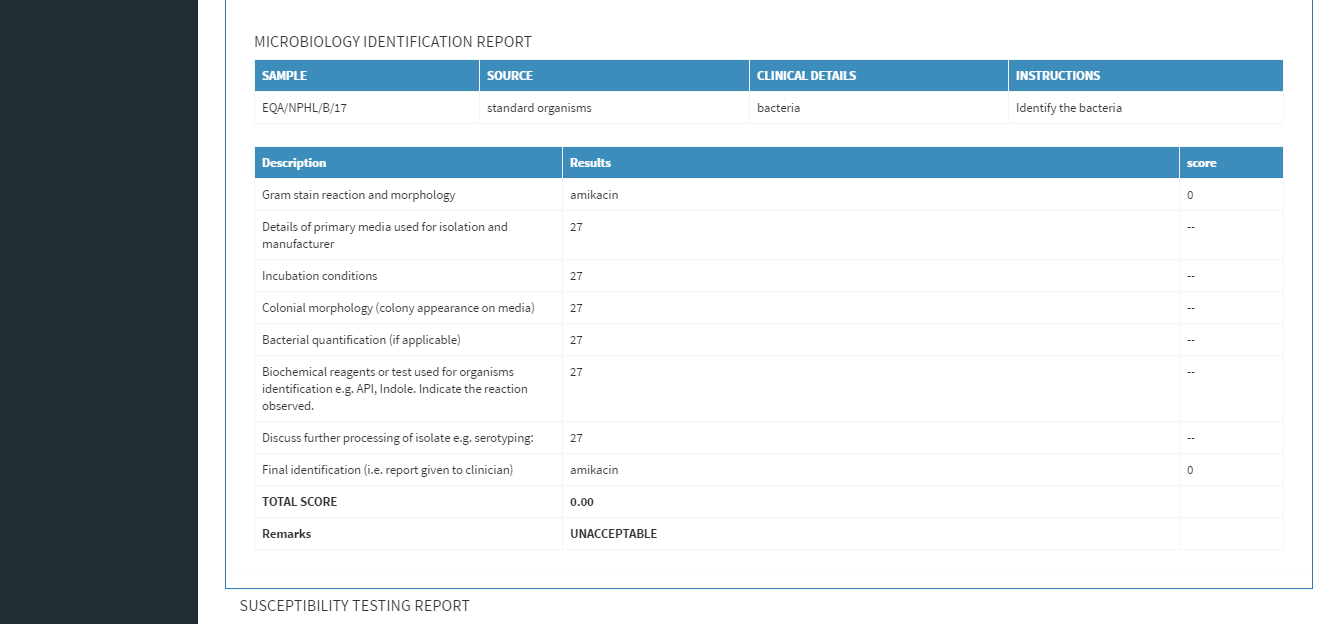 MICROBIOLOGY IDENTIFICATION REPORT
SAMPLE SOURCE CLINICAL DETAILS INSTRUCTIONS
EQA/NPHL/B/17 standard organisms bacteria Identify the bacteria
Description Results score
Gram stain reaction and morphology amikacin 0
Details of primary media used for isolation and 27 --
manufacturer
Incubation conditions 27 --
Colonial morphology (colony appearance on media) 27 --
Bacterial quantification (if applicable) 27 --
Biochemical reagents or test used for organisms 27 --
identification e.g. API, Indole. Indicate the reaction
observed.
Discuss further processing of isolate e.g. serotyping: 27 --
Final identification (i.e. report given to clinician) amikacin 0
TOTAL SCORE 0.00
Remarks UNACCEPTABLE
SUSCEPTIBILITY TESTING REPORT